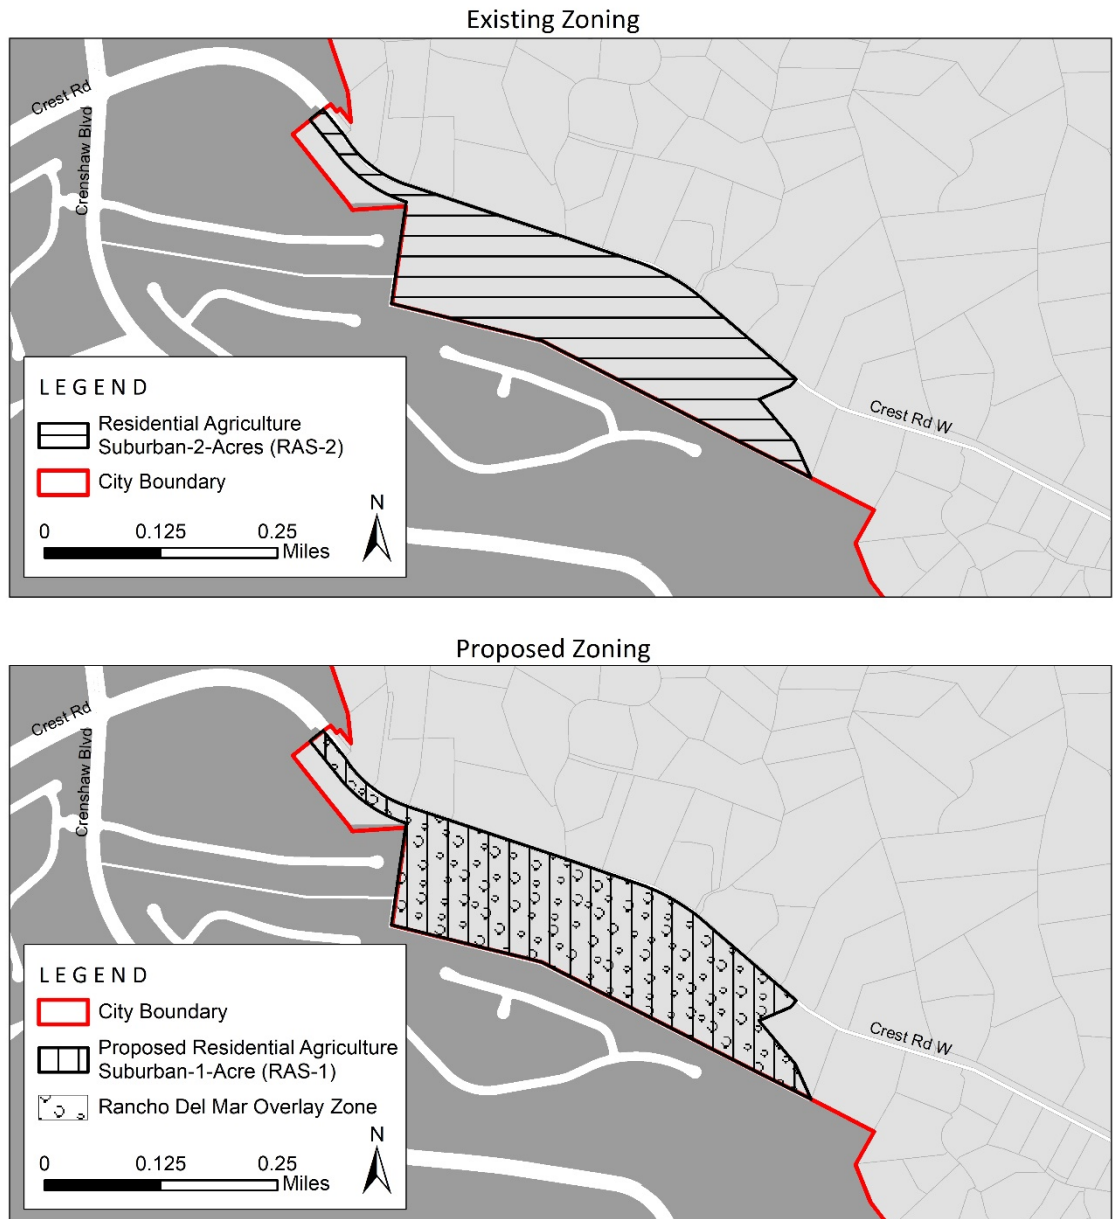 Existing Zoning
Crest Rd
Crenshaw Blvd
Crest Rd W
LEGEND
Residential Agriculture
Suburban-2-Acres (RAS-2)
City Boundary
N
0 0.125 0.25
Miles
Proposed Zoning
Crest Rd
Crenshaw Blvd
Crest Rd W
LEGEND
City Boundary
Proposed Residential Agriculture
Suburban-1-Acre (RAS-1)
Rancho Del Mar Overlay Zone
N
0 0.125 0.25
Miles